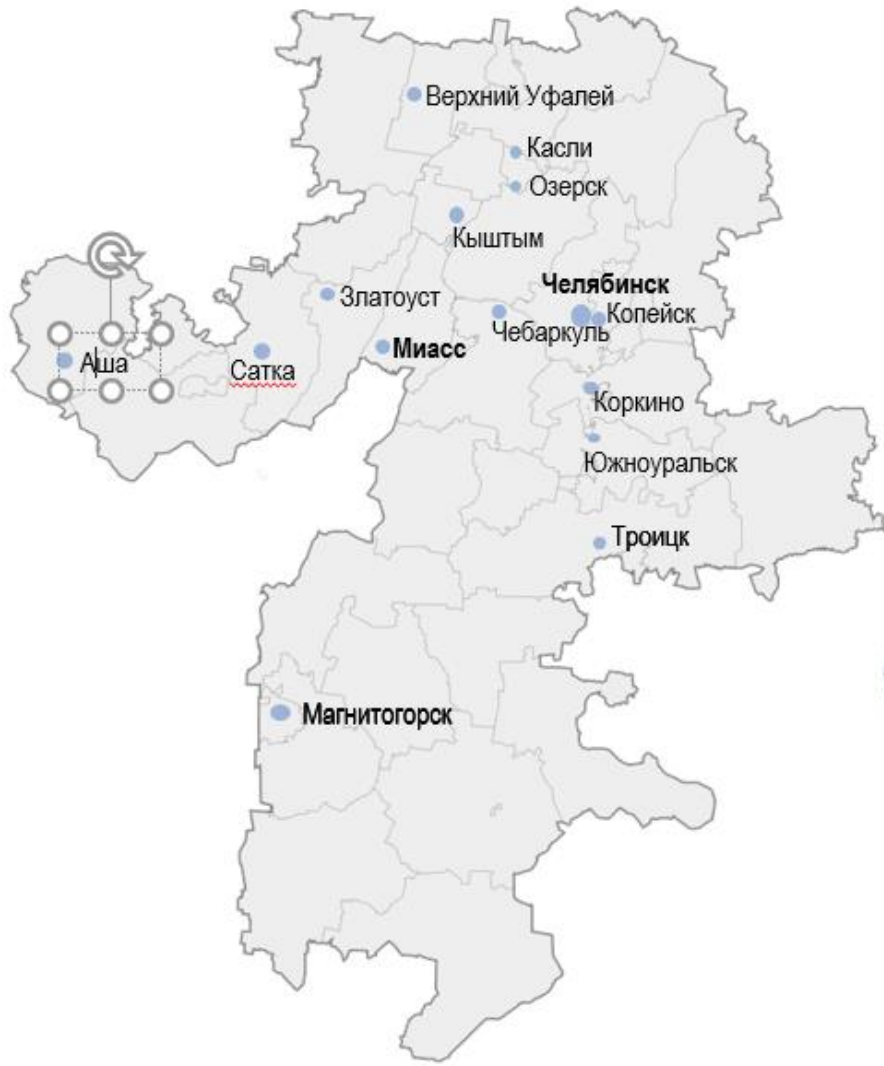 Верхний Уфалей
Касли
Озерск
Кыштым
Челябинск
Златоуст
Копейск
Чебаркуль
Миасс
Аша
Сатка
Коркино
Южноуральск
Троицк
Магнитогорск